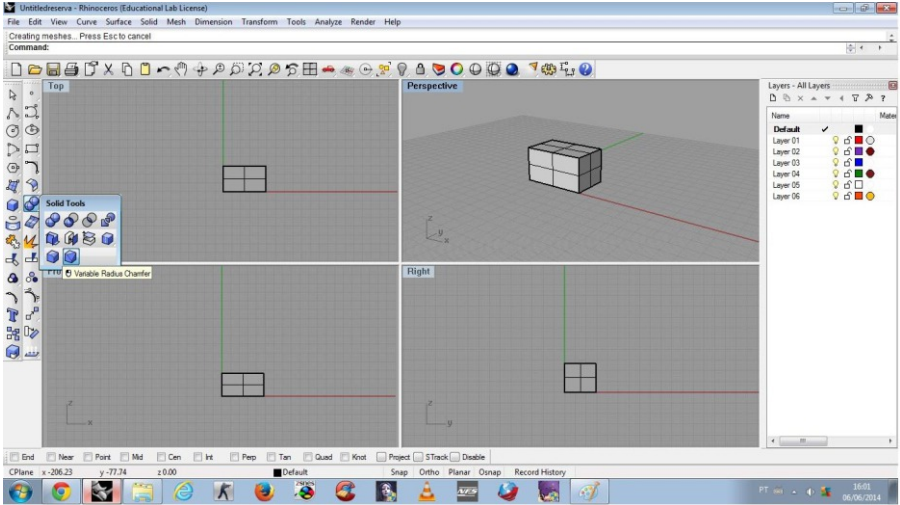 Untitledreserva - Rhinoceros (Educational Lab License)
File Edit View Curve Surface Solid Mesh Dimension Transform Tools Analyze Render Help
Creating meshes... Press Esc to cancel
Command:
Top
Perspective
Layers - All Layers
Name Mater
Default
Layer 01
Layer 02
Layer 03
Layer 04
Layer 05
Layer 06
Solid Tools
Variable Radius Chamfer
z
y
x
Right
z
x
z
y
End Near Point Mid Cen Int Perp Tan Quad Knot Project STrack Disable
CPlane x -206.23 y -77.74 z 0.00 Default Snap Ortho Planar Osnap Record History
PT
16:01
06/06/2014